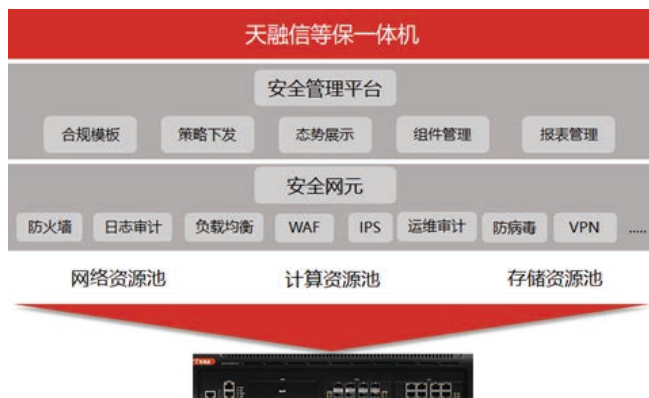 天融信等保一体机
安全管理平台
合规模板 策略下发 态势展示 组件管理 报表管理
安全网元
防火墙 日志审计 负载均衡 WAF IPS 运维审计 防病毒 VPN .....
网络资源池 计算资源池 存储资源池